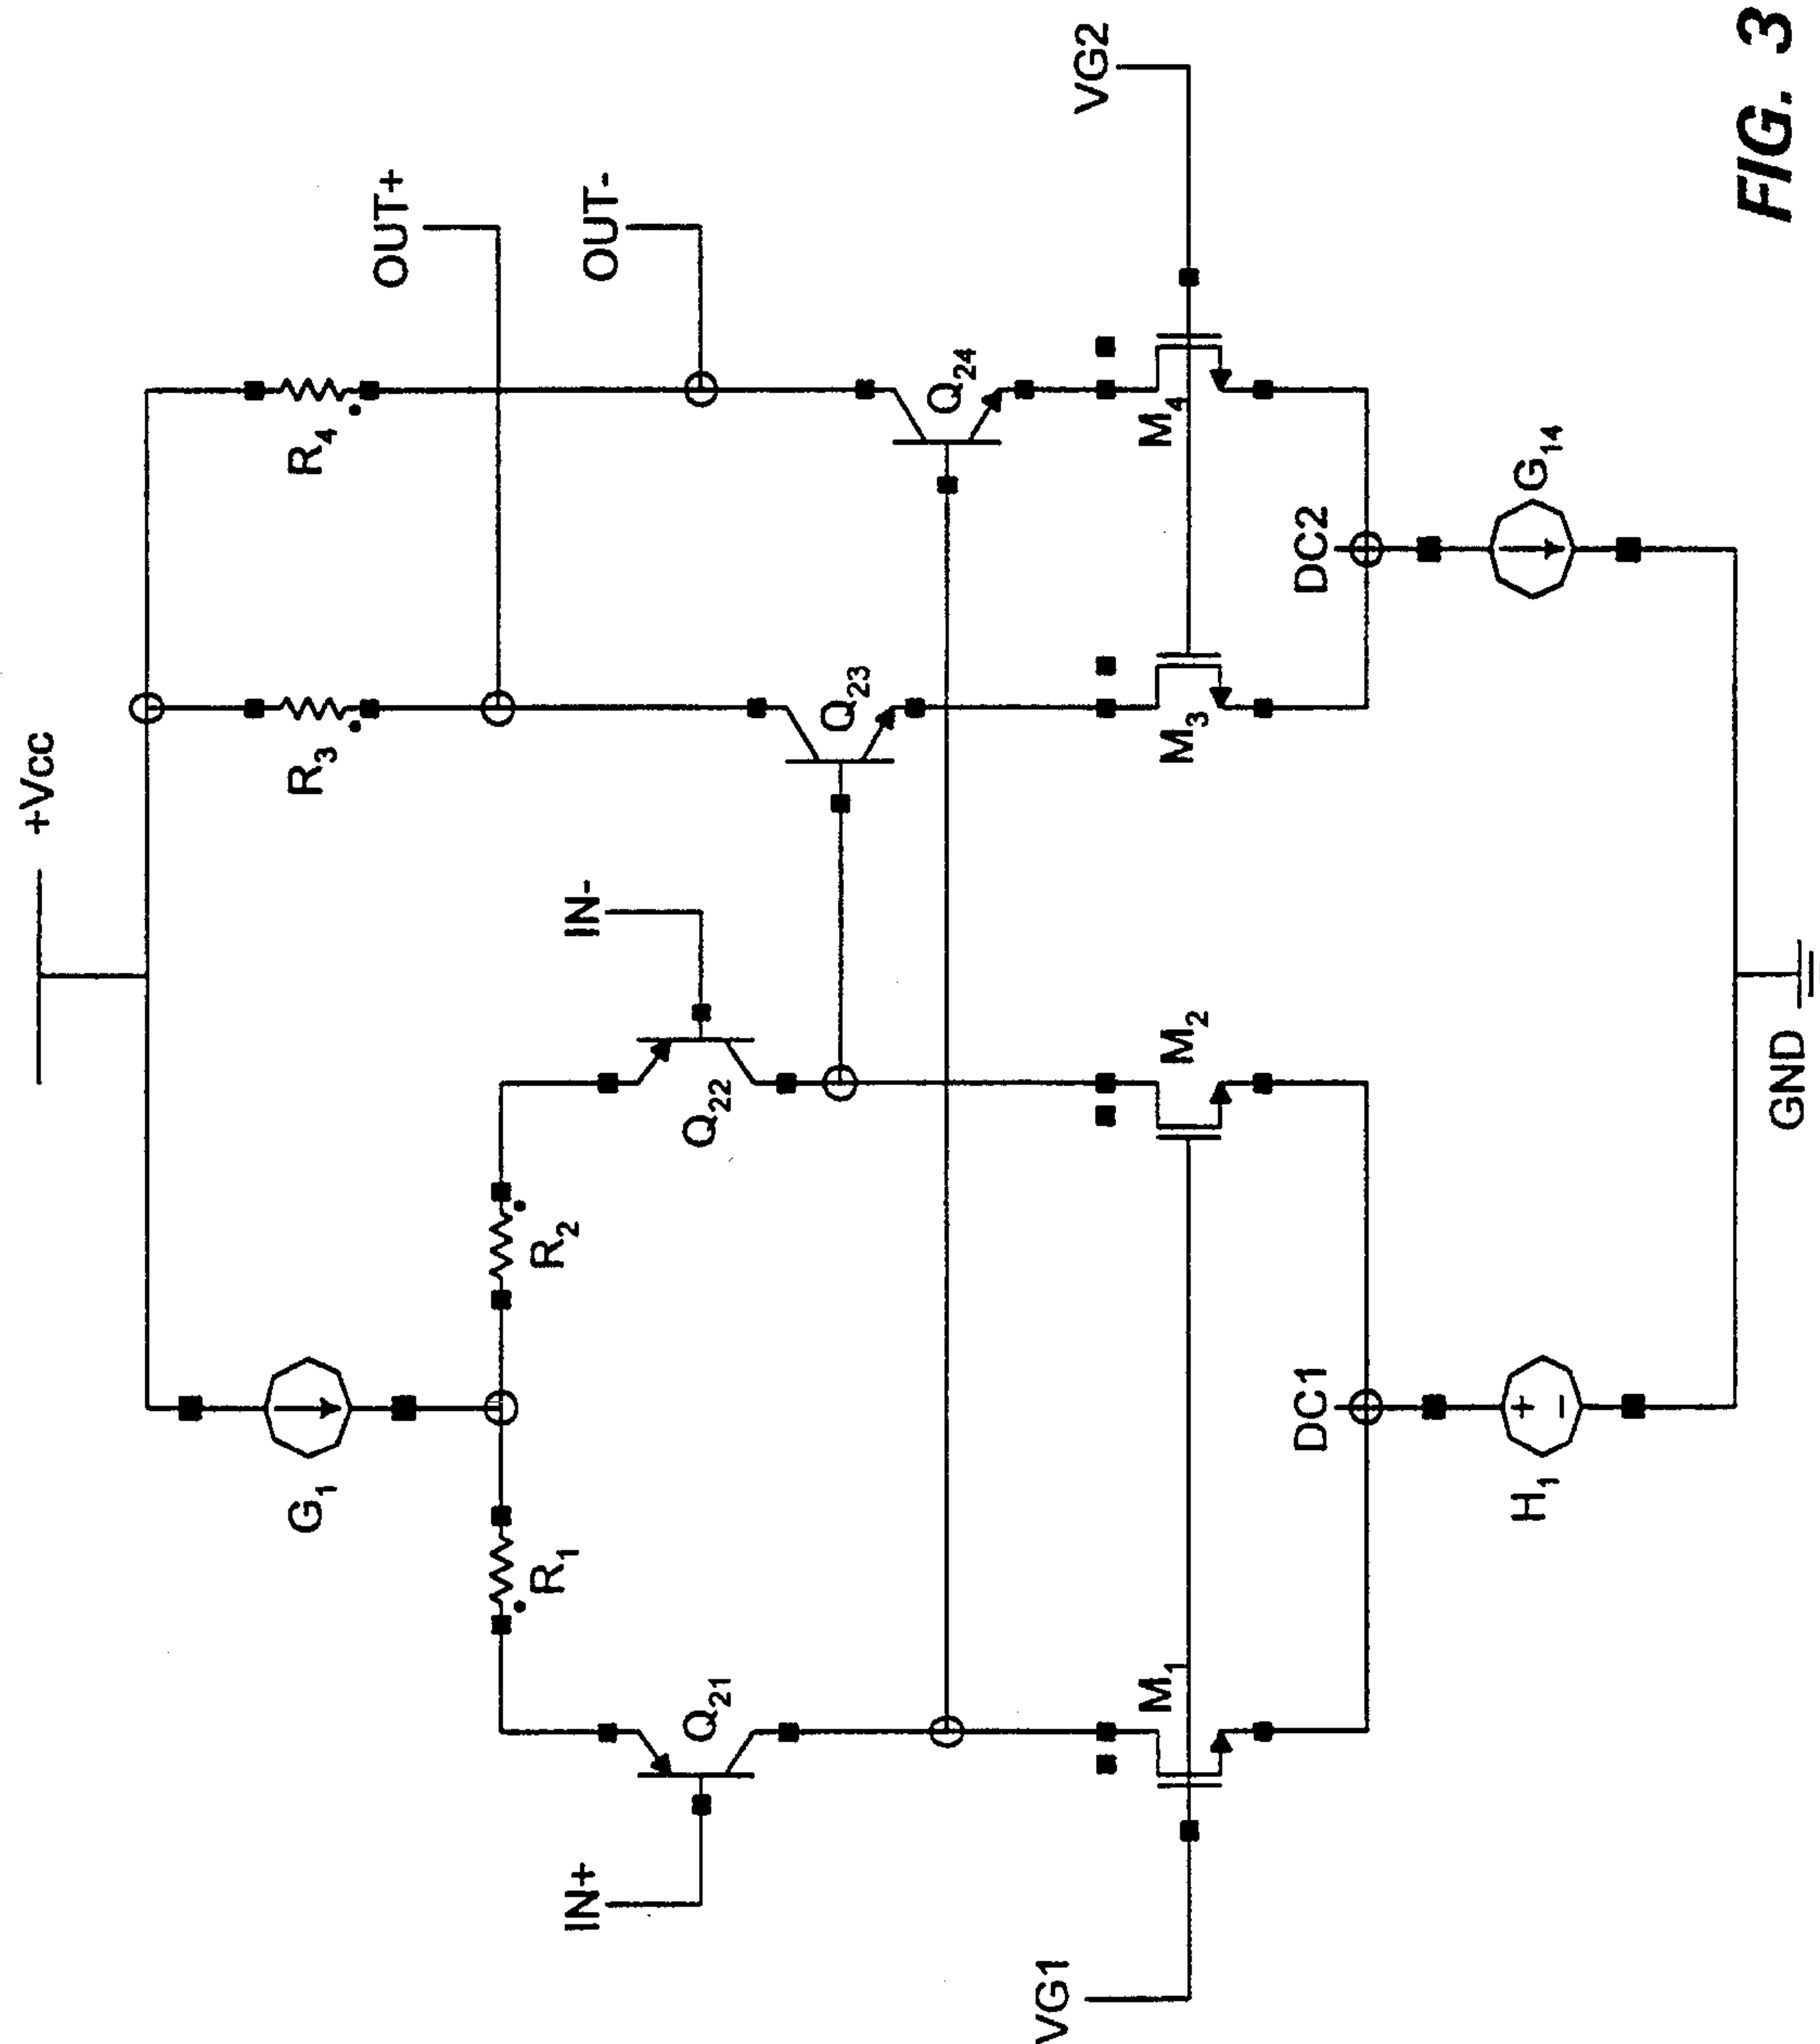 +Vcc
G1
R3
R4
OUT+
R1
R2
IN+
IN-
OUT-
Q21
Q22
Q23
Q24
VG1
VG2
M1
M2
M3
M4
DC1
DC2
H1
G14
GND
+
−
FIG. 3